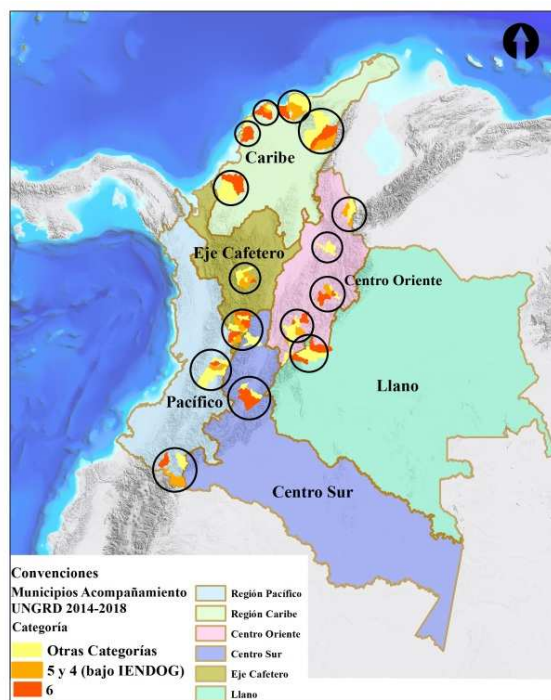 Caribe
Eje Cafetero
Centro Oriente
Llano
Pacífico
Centro Sur
Convenciones
Municipios Acompañamiento
UNGRD 2014-2018
Categoría
Otras Categorías
5 y 4 (bajo IENDOG)
6
Región Pacífico
Región Caribe
Centro Oriente
Centro Sur
Eje Cafetero
Llano